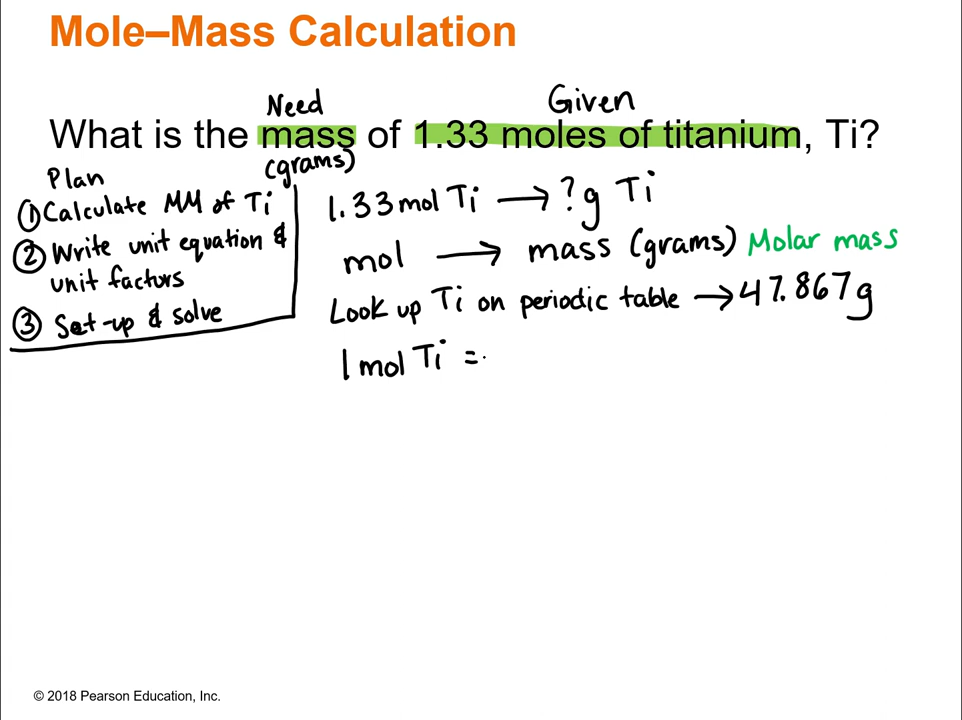 Mole–Mass Calculation
Need
Given
What is the mass of 1.33 moles of titanium, Ti?
(grams)
Plan
① Calculate MM of Ti
② Write unit equation &
unit factors
③ Set-up & solve
1.33 mol Ti → ? g Ti
mol → mass (grams) Molar mass
Look up Ti on periodic table → 47.867 g
1 mol Ti =
© 2018 Pearson Education, Inc.